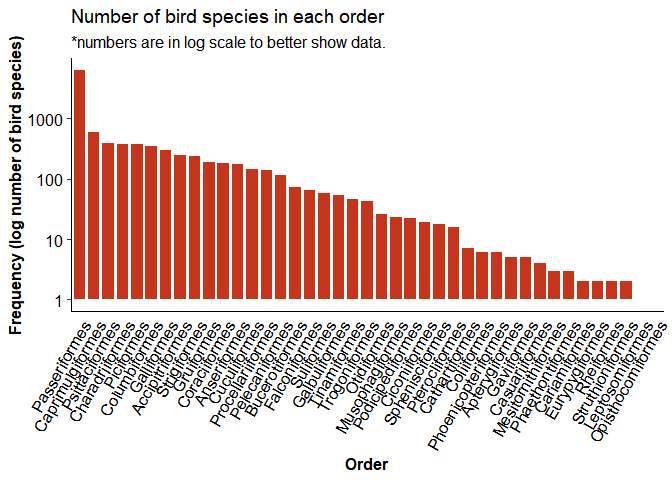 Number of bird species in each order
*numbers are in log scale to better show data.
Frequency (log number of bird species)
1000
100
10
1
Passeriformes
Caprimulgiformes
Psittaciformes
Charadriiformes
Piciformes
Columbiformes
Galliformes
Accipitriformes
Strigiformes
Gruiformes
Coraciiformes
Anseriformes
Cuculiformes
Procellariiformes
Pelecaniformes
Bucerotiformes
Falconiformes
Suliformes
Galbuliformes
Tinamiformes
Trogoniformes
Otidiformes
Musophagiformes
Podicipediformes
Ciconiiformes
Sphenisciformes
Pterocliformes
Cathartiformes
Coliiformes
Phoenicopteriformes
Apterygiformes
Gaviiformes
Casuariiformes
Mesitornithiformes
Phaethontiformes
Cariamiformes
Eurypygiformes
Rheiformes
Struthioniformes
Leptosomiformes
Opisthocomiformes
Order